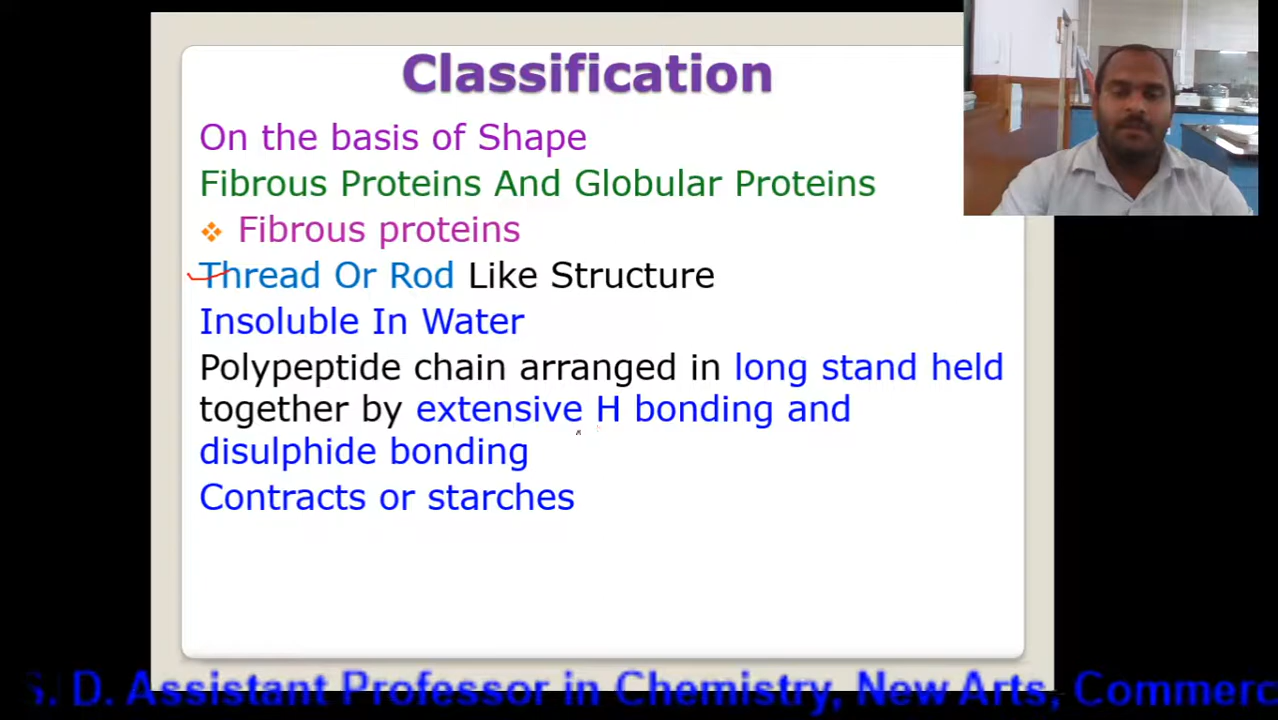 Classification
On the basis of Shape
Fibrous Proteins And Globular Proteins
Fibrous proteins
Thread Or Rod Like Structure
Insoluble In Water
Polypeptide chain arranged in long stand held
together by extensive H bonding and
disulphide bonding
Contracts or starches
S. D. Assistant Professor in Chemistry, New Arts, Commerc